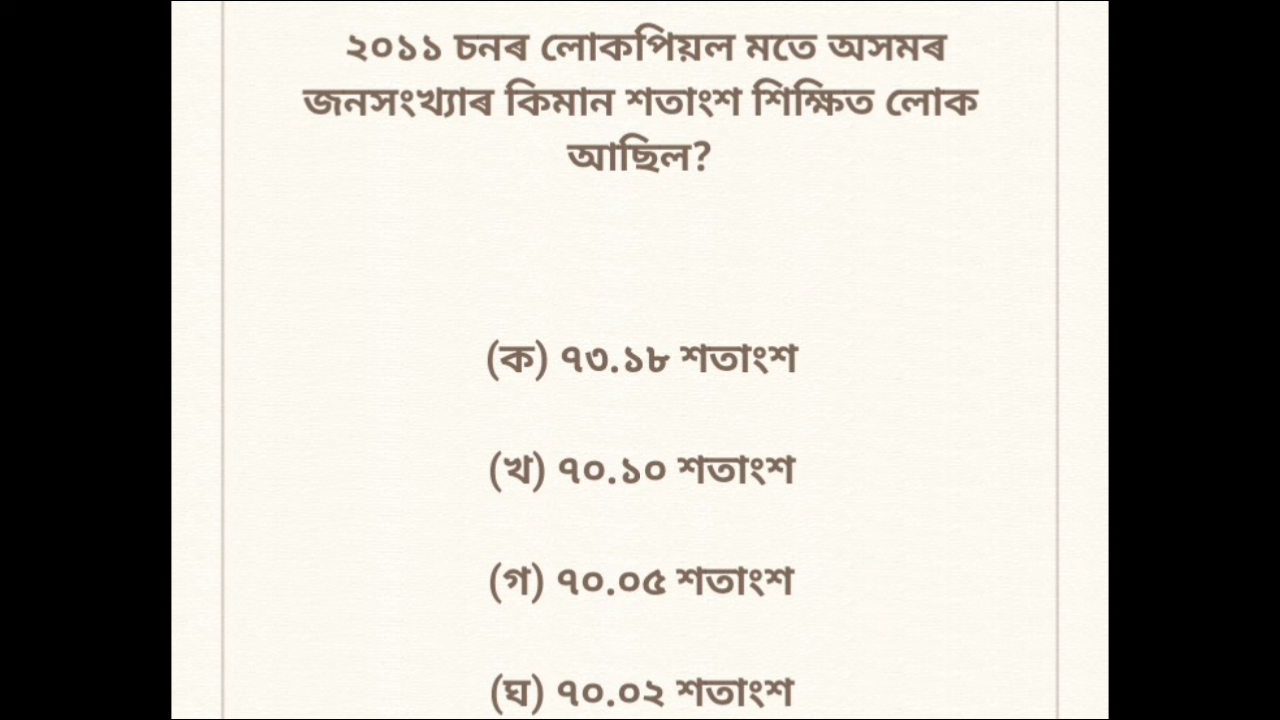 ২০১১ চনৰ লোকপিয়ল মতে অসমৰ
জনসংখ্যাৰ কিমান শতাংশ শিক্ষিত লোক
আছিল?
(ক) ৭৩.১৮ শতাংশ
(খ) ৭০.১০ শতাংশ
(গ) ৭০.০৫ শতাংশ
(ঘ) ৭০.০২ শতাংশ